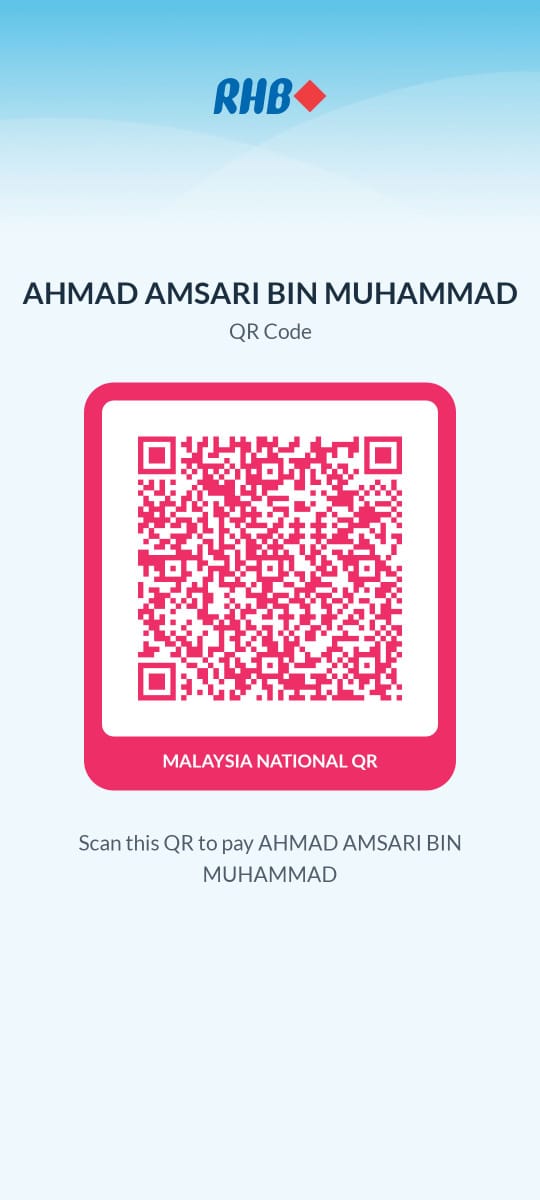 RHB
AHMAD AMSARI BIN MUHAMMAD
QR Code
MALAYSIA NATIONAL QR
Scan this QR to pay AHMAD AMSARI BIN
MUHAMMAD